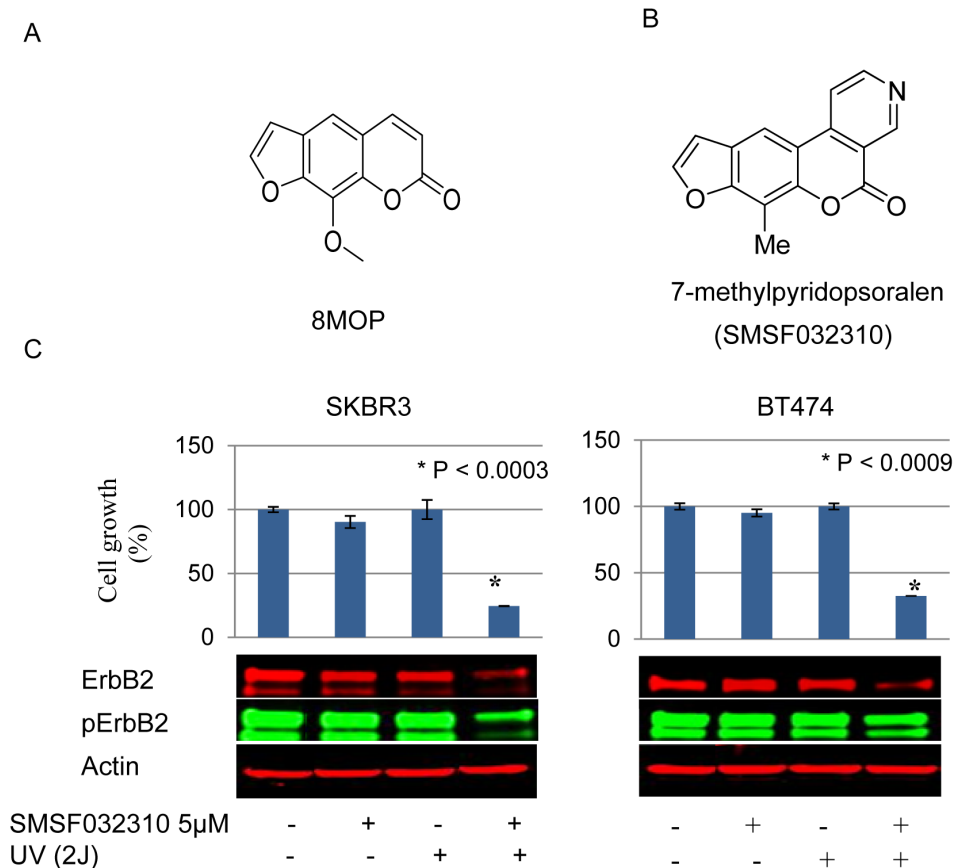 A
B
O
O
O
O
8MOP
N
O
O
O
Me
7-methylpyridopsoralen
(SMSF032310)
C
SKBR3
BT474
150
100
50
0
Cell growth
(%)
* P < 0.0003
*
150
100
50
0
* P < 0.0009
*
ErbB2
pErbB2
Actin
SMSF032310 5µM - + - + - + - +
UV (2J) - - + + - - + +